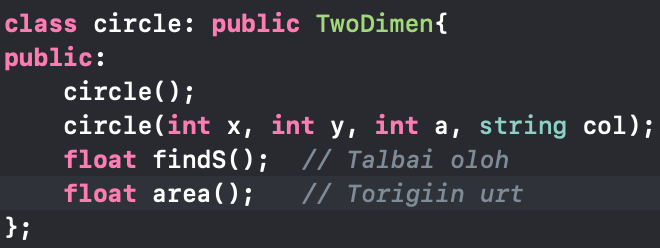 class circle: public TwoDimen{
public:
    circle();
    circle(int x, int y, int a, string col);
    float findS();  // Talbai oloh
    float area();   // Torigiin urt
};